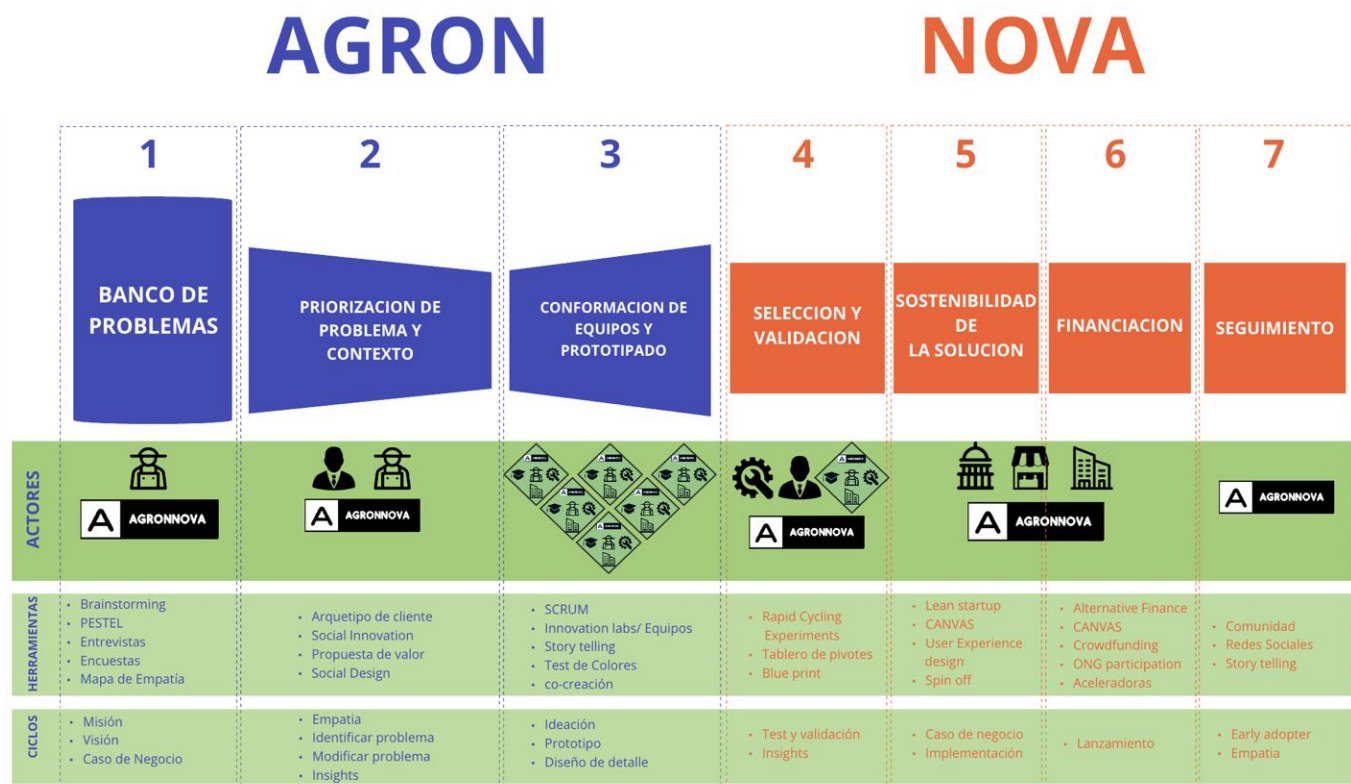 AGRON
NOVA
1
2
3
4
5
6
7
BANCO DE
PROBLEMAS
PRIORIZACION DE
PROBLEMA Y
CONTEXTO
CONFORMACION DE
EQUIPOS Y
PROTOTIPADO
SELECCION Y
VALIDACION
SOSTENIBILIDAD
DE
LA SOLUCION
FINANCIACION
SEGUIMIENTO
ACTORES
A AGRONNOVA
A AGRONNOVA
A AGRONNOVA
A AGRONNOVA
A AGRONNOVA
HERRAMIENTAS
• Brainstorming
• PESTEL
• Entrevistas
• Encuestas
• Mapa de Empatía
• Arquetipo de cliente
• Social Innovation
• Propuesta de valor
• Social Design
• SCRUM
• Innovation labs/ Equipos
• Story telling
• Test de Colores
• co-creación
• Rapid Cycling
Experiments
• Tablero de pivotes
• Blue print
• Lean startup
• CANVAS
• User Experience
design
• Spin off
• Alternative Finance
• CANVAS
• Crowdfunding
• ONG participation
• Aceleradoras
• Comunidad
• Redes Sociales
• Story telling
CICLOS
• Misión
• Visión
• Caso de Negocio
• Empatia
• Identificar problema
• Modificar problema
• Insights
• Ideación
• Prototipo
• Diseño de detalle
• Test y validación
• Insights
• Caso de negocio
• Implementación
• Lanzamiento
• Early adopter
• Empatia